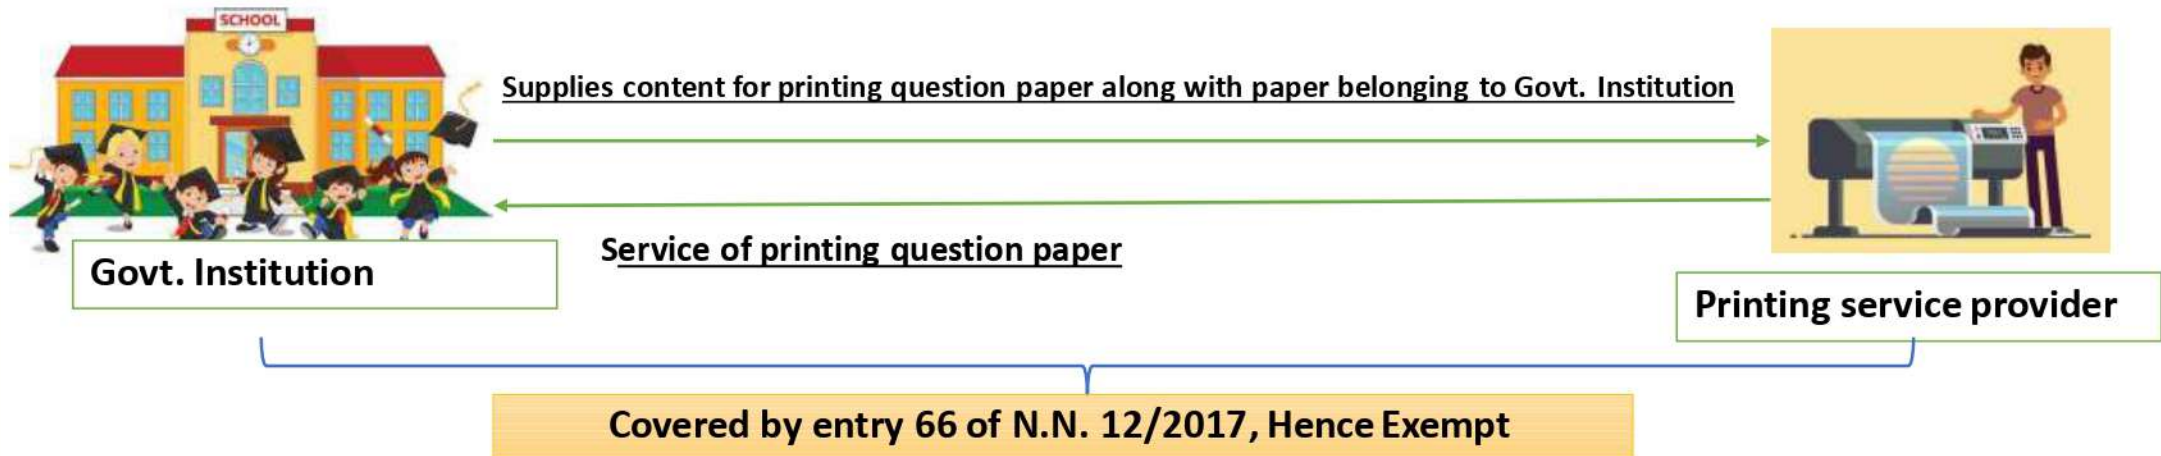 SCHOOL
Supplies content for printing question paper along with paper belonging to Govt. Institution
Service of printing question paper
Govt. Institution
Printing service provider
Covered by entry 66 of N.N. 12/2017, Hence Exempt